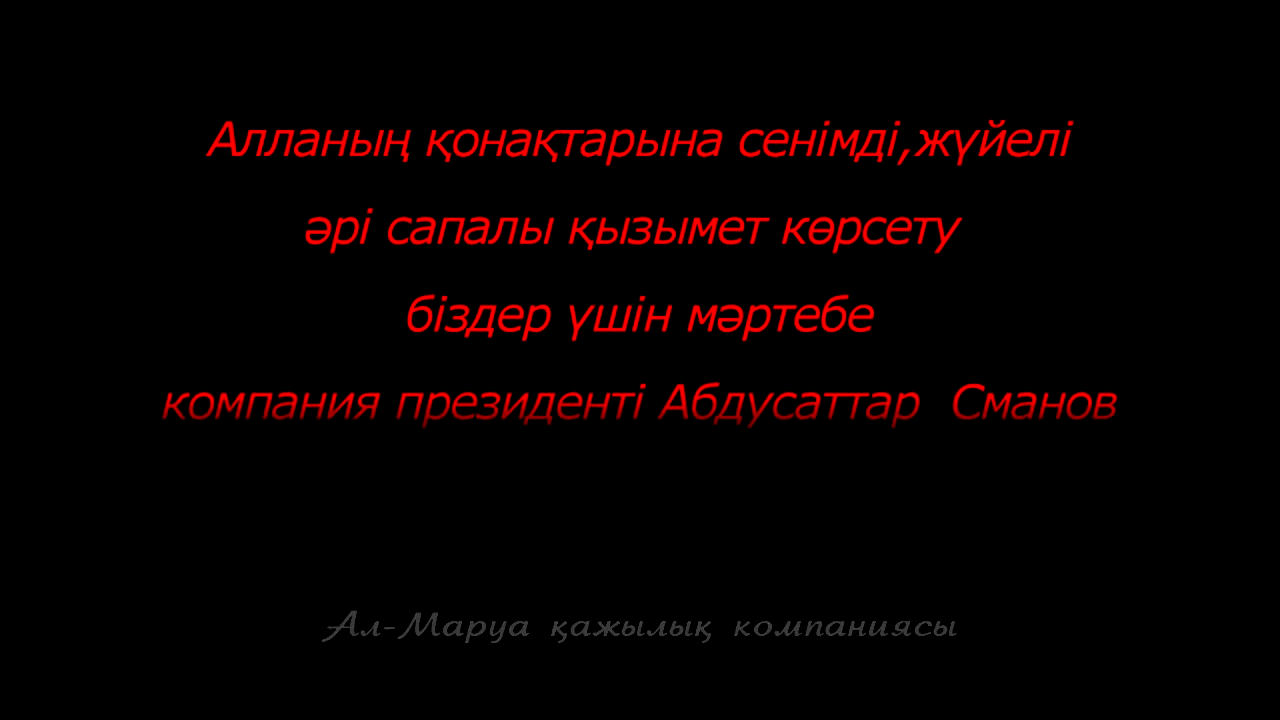 Алланың қонақтарына сенімді,жүйелі
әрі сапалы қызымет көрсету
біздер үшін мәртебе
компания президенті Абдусаттар Сманов
Ал-Маруа қажылық компаниясы